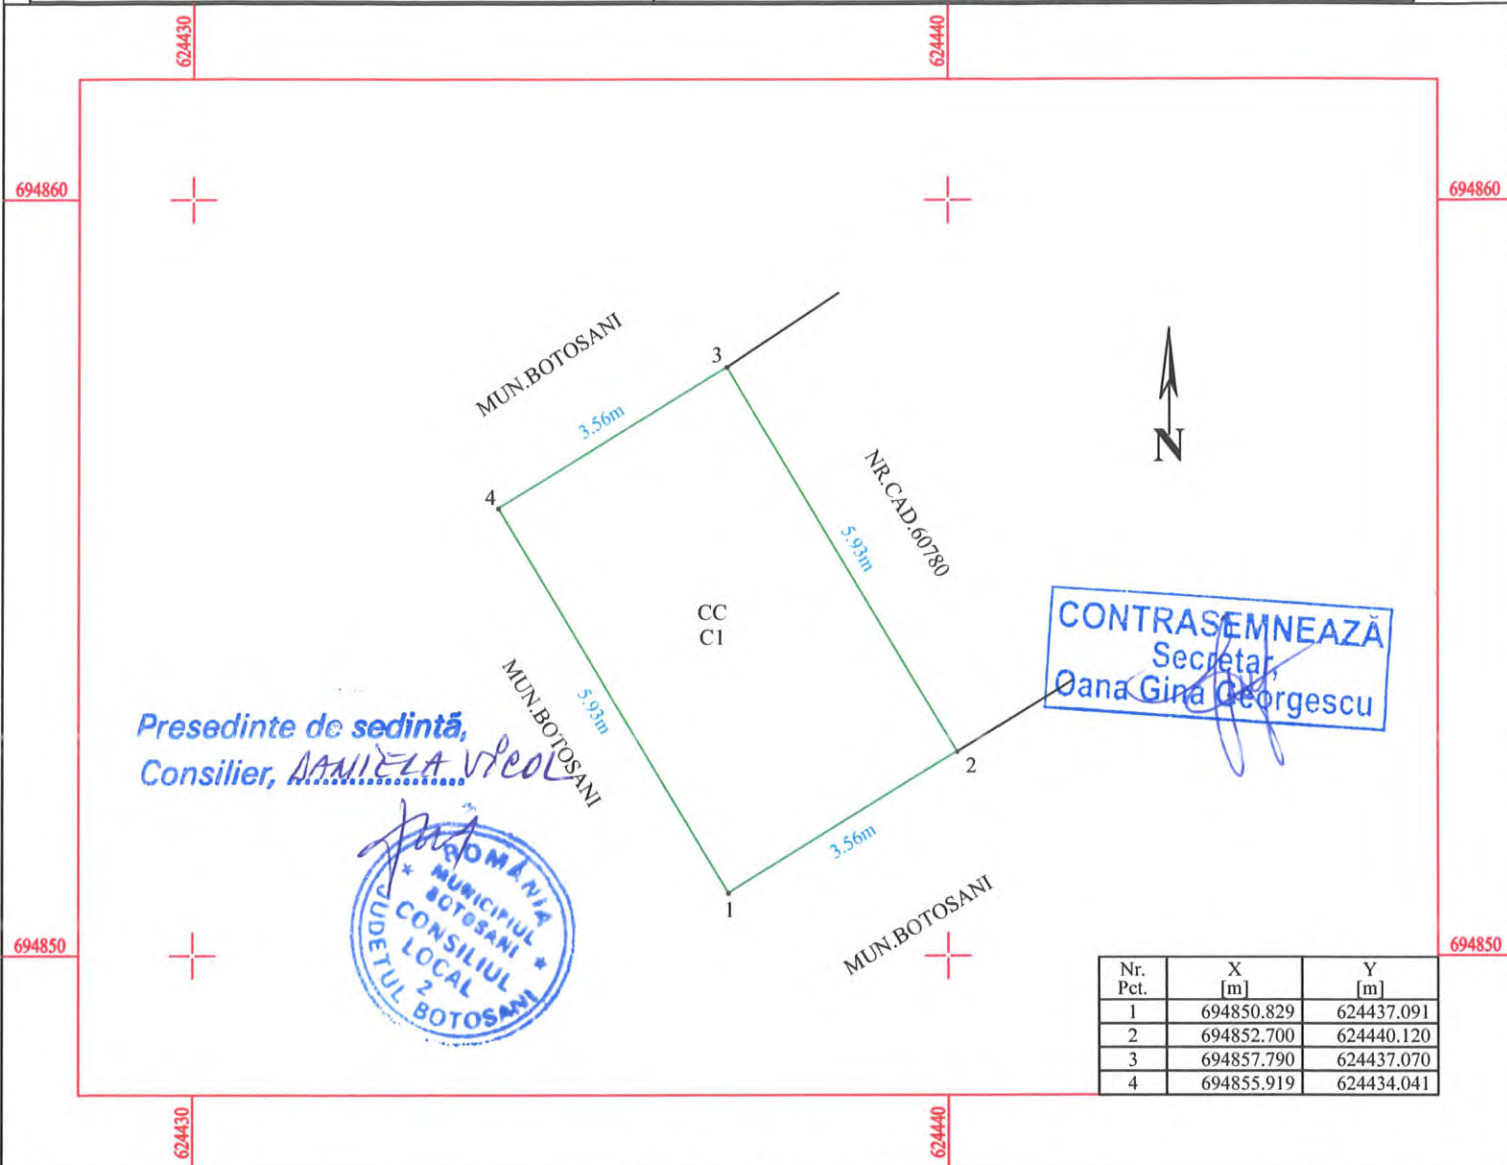 624430
624440
694860
694860
MUN.BOTOSANI
3
3.56m
N
4
NR.CAD.60780
5.93m
CC
C1
CONTRASEMNEAZĂ
Secretar,
Oana Gina Georgescu
MUN.BOTOSANI
5.93m
Presedinte de sedintă,
Consilier, DANIELA VICOL
2
3.56m
1
MUN.BOTOSANI
ROMÂNIA
MUNICIPIUL
BOTOSANI
CONSILIUL
LOCAL
2
JUDETUL BOTOSANI
694850
694850
Nr. Pct. X [m] Y [m]
1 694850.829 624437.091
2 694852.700 624440.120
3 694857.790 624437.070
4 694855.919 624434.041
624430
624440